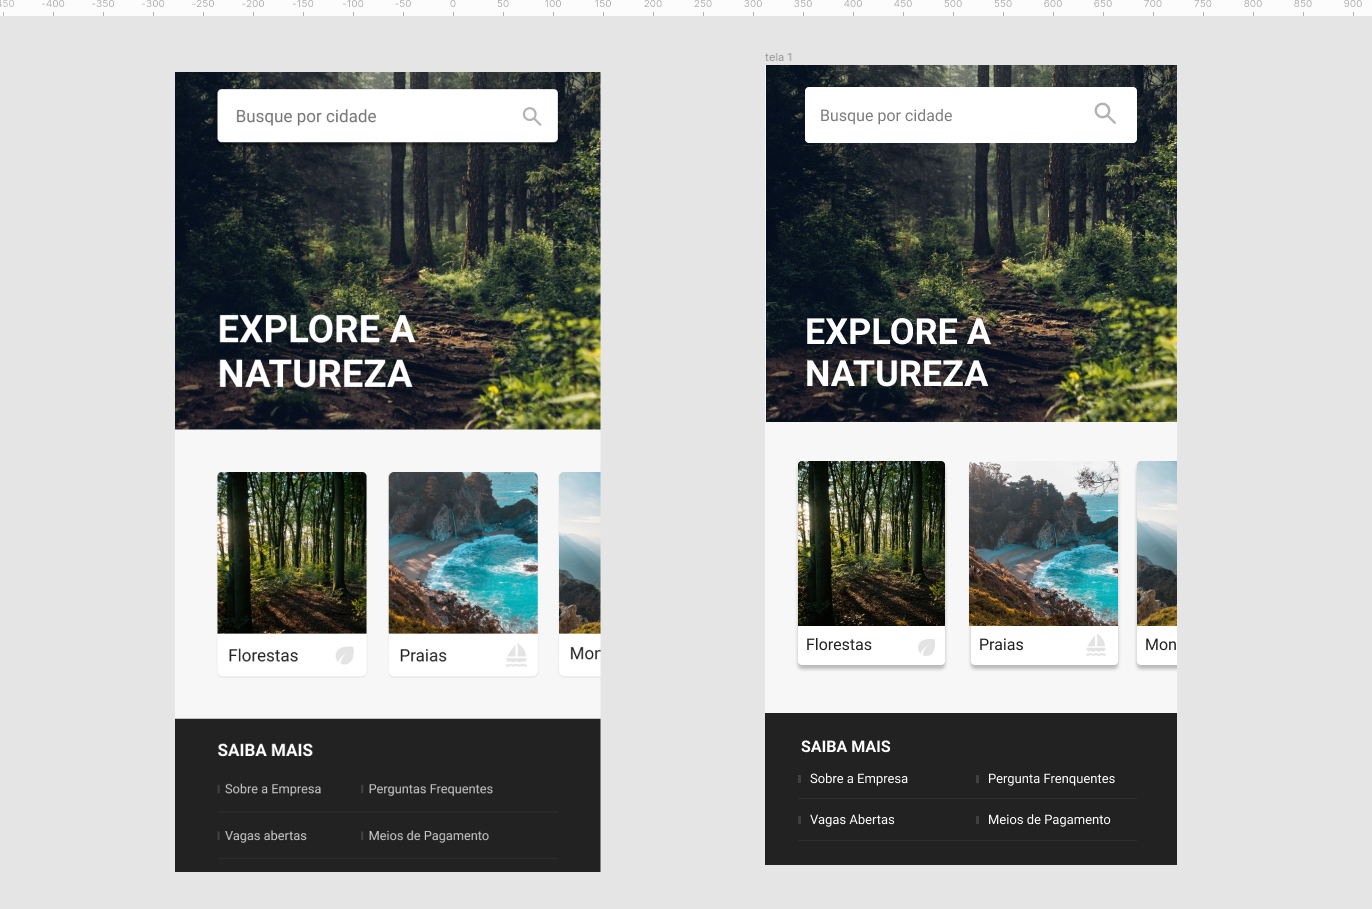 -400 -350 -300 -250 -200 -150 -100 -50 0 50 100 150 200 250 300 350 400 450 500 550 600 650 700 750 800 850 900
Busque por cidade
EXPLORE A
NATUREZA
Florestas
Praias
Mon
SAIBA MAIS
Sobre a Empresa
Perguntas Frequentes
Vagas abertas
Meios de Pagamento
tela 1
Busque por cidade
EXPLORE A
NATUREZA
Florestas
Praias
Mon
SAIBA MAIS
Sobre a Empresa
Pergunta Frenquentes
Vagas Abertas
Meios de Pagamento